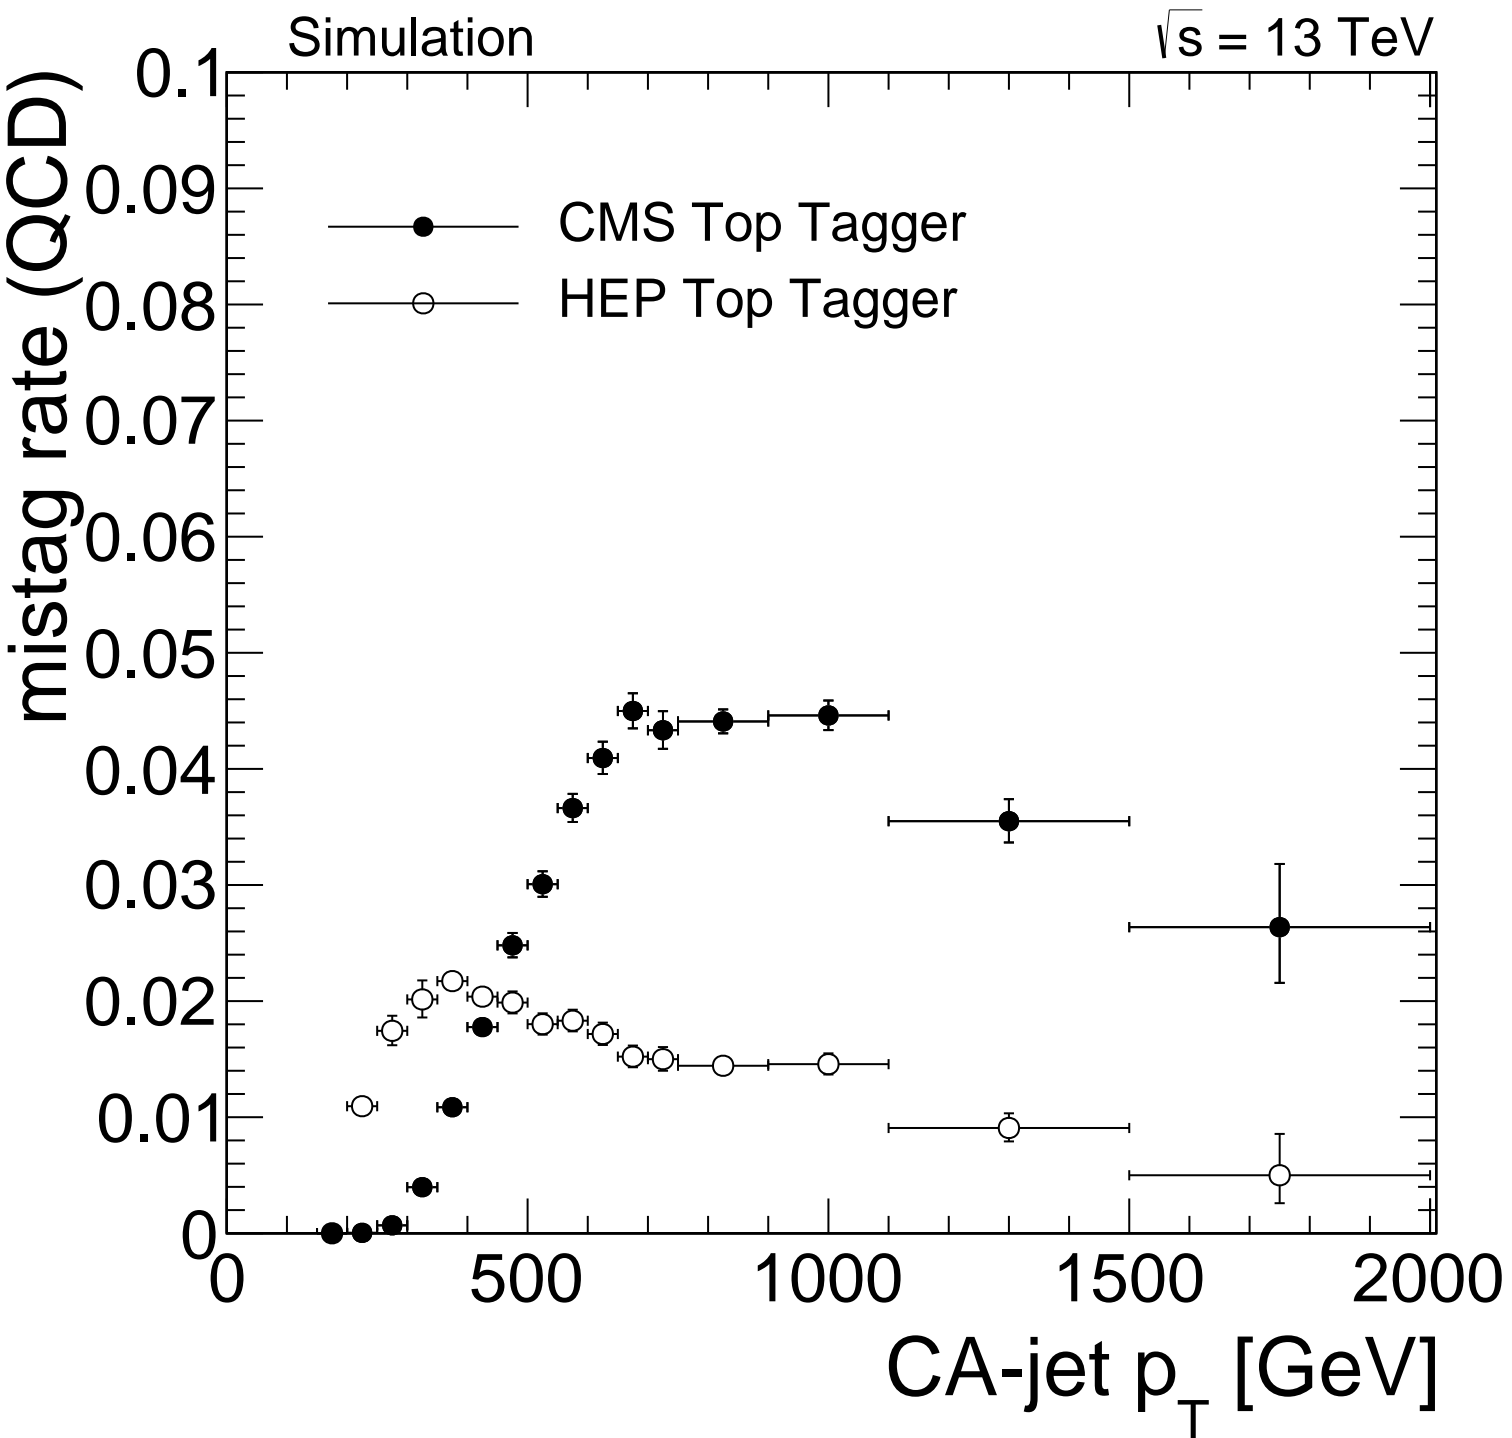 Simulation
√s = 13 TeV
mistag rate (QCD)
0.1
0.09
0.08
0.07
0.06
0.05
0.04
0.03
0.02
0.01
0
CMS Top Tagger
HEP Top Tagger
0 500 1000 1500 2000
CA-jet p_T [GeV]